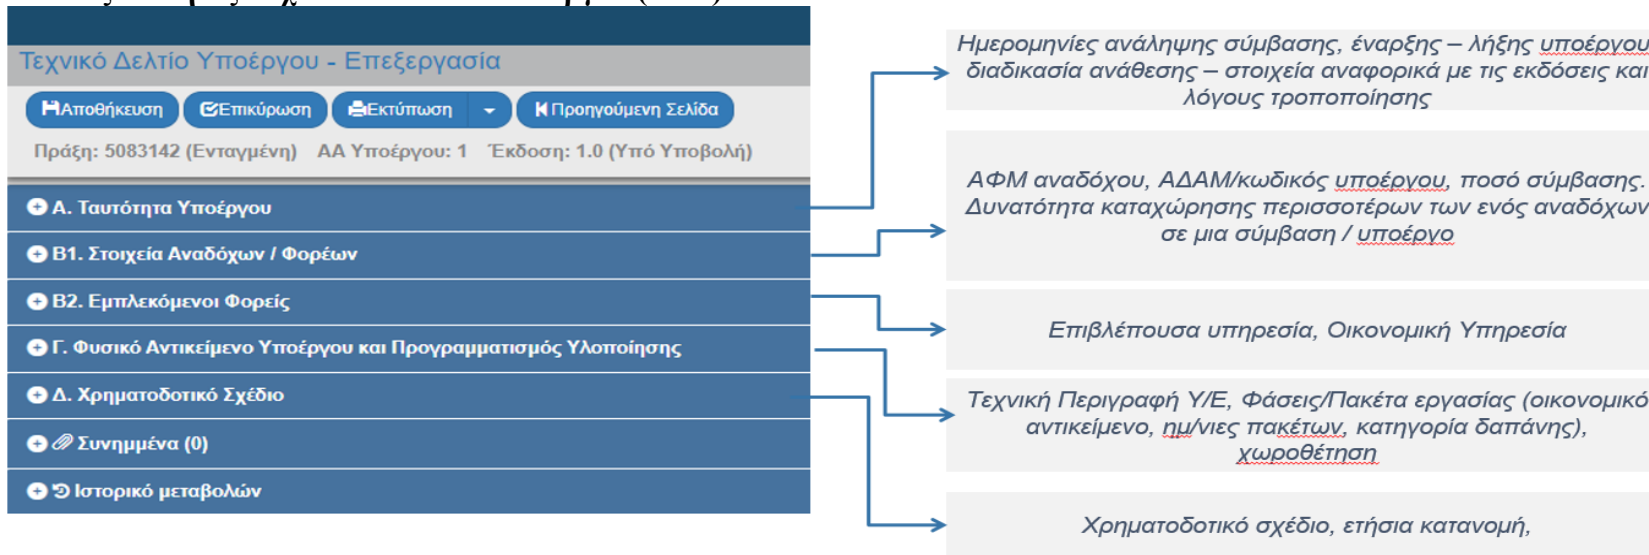 Τεχνικό Δελτίο Υποέργου - Επεξεργασία
Αποθήκευση Επικύρωση Εκτύπωση Προηγούμενη Σελίδα
Πράξη: 5083142 (Ενταγμένη) ΑΑ Υποέργου: 1 Έκδοση: 1.0 (Υπό Υποβολή)
Α. Ταυτότητα Υποέργου
Β1. Στοιχεία Αναδόχων / Φορέων
Β2. Εμπλεκόμενοι Φορείς
Γ. Φυσικό Αντικείμενο Υποέργου και Προγραμματισμός Υλοποίησης
Δ. Χρηματοδοτικό Σχέδιο
Συνημμένα (0)
Ιστορικό μεταβολών
Ημερομηνίες ανάληψης σύμβασης, έναρξης – λήξης υποέργου
διαδικασία ανάθεσης – στοιχεία αναφορικά με τις εκδόσεις και
λόγους τροποποίησης
ΑΦΜ αναδόχου, ΑΔΑΜ/κωδικός υποέργου, ποσό σύμβασης.
Δυνατότητα καταχώρησης περισσοτέρων των ενός αναδόχων
σε μια σύμβαση / υποέργο
Επιβλέπουσα υπηρεσία, Οικονομική Υπηρεσία
Τεχνική Περιγραφή Υ/Ε, Φάσεις/Πακέτα εργασίας (οικονομικό
αντικείμενο, ημ/νιες πακέτων, κατηγορία δαπάνης),
χωροθέτηση
Χρηματοδοτικό σχέδιο, ετήσια κατανομή,